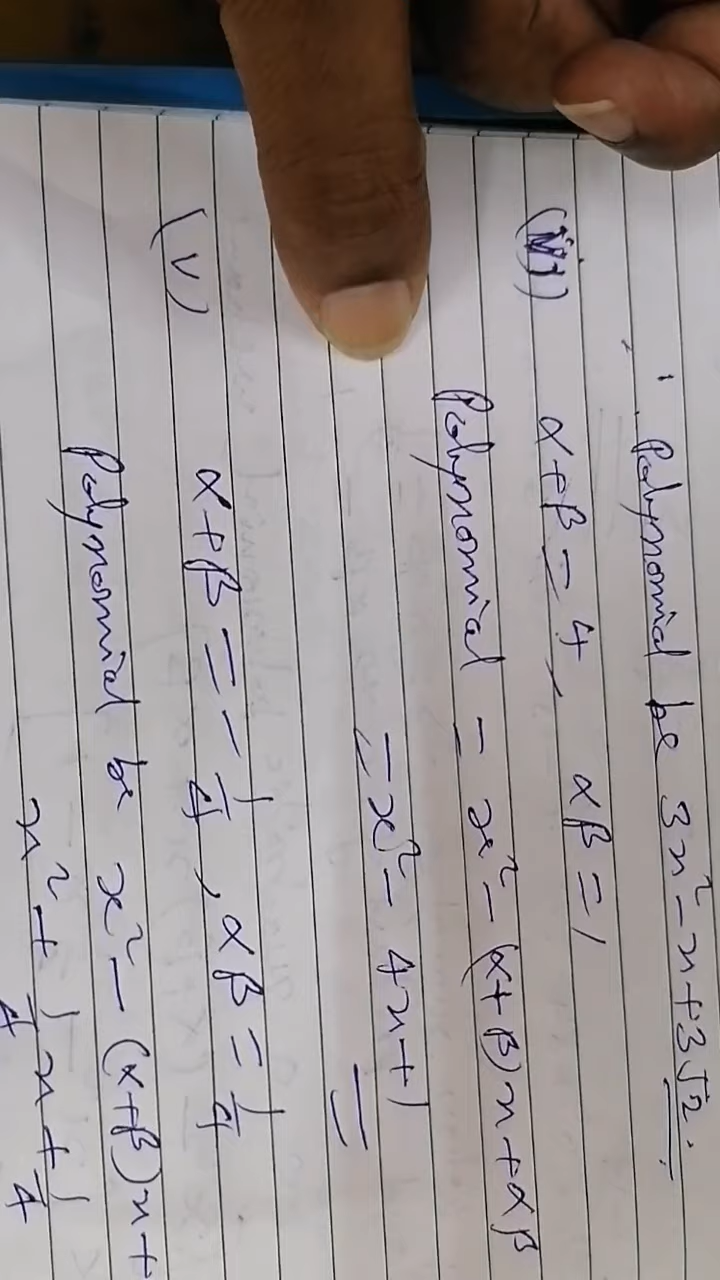 ∴ Polynomial be 3x² - x + 3√2.
α + β = 4, αβ = 1
Polynomial = x² - (α + β)x + αβ
= x² - 4x + 1
(v) α + β = - 1/4, αβ = 1/4
Polynomial be x² - (α+β)x +
x² + 1/4 x + 1/4